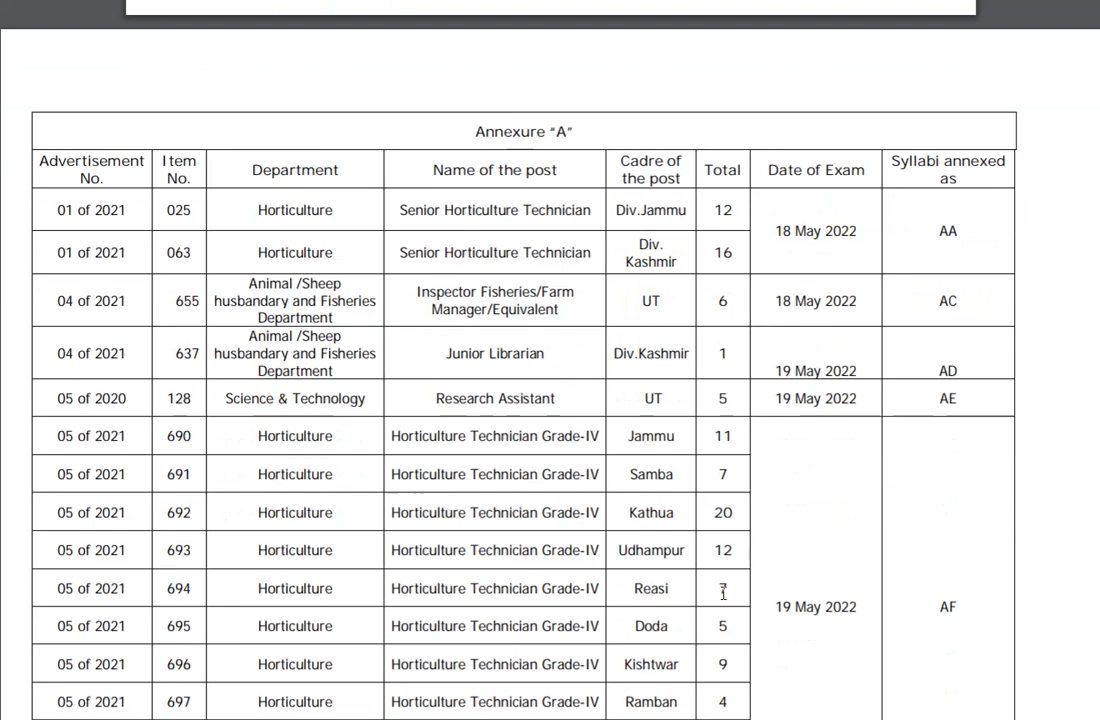 Annexure “A”
Advertisement No. Item No. Department Name of the post Cadre of the post Total Date of Exam Syllabi annexed as
01 of 2021 025 Horticulture Senior Horticulture Technician Div.Jammu 12 18 May 2022 AA
01 of 2021 063 Horticulture Senior Horticulture Technician Div. Kashmir 16
04 of 2021 655 Animal /Sheep husbandary and Fisheries Department Inspector Fisheries/Farm Manager/Equivalent UT 6 18 May 2022 AC
04 of 2021 637 Animal /Sheep husbandary and Fisheries Department Junior Librarian Div.Kashmir 1 19 May 2022 AD
05 of 2020 128 Science & Technology Research Assistant UT 5 19 May 2022 AE
05 of 2021 690 Horticulture Horticulture Technician Grade-IV Jammu 11
05 of 2021 691 Horticulture Horticulture Technician Grade-IV Samba 7
05 of 2021 692 Horticulture Horticulture Technician Grade-IV Kathua 20
05 of 2021 693 Horticulture Horticulture Technician Grade-IV Udhampur 12
05 of 2021 694 Horticulture Horticulture Technician Grade-IV Reasi 7 19 May 2022 AF
05 of 2021 695 Horticulture Horticulture Technician Grade-IV Doda 5
05 of 2021 696 Horticulture Horticulture Technician Grade-IV Kishtwar 9
05 of 2021 697 Horticulture Horticulture Technician Grade-IV Ramban 4